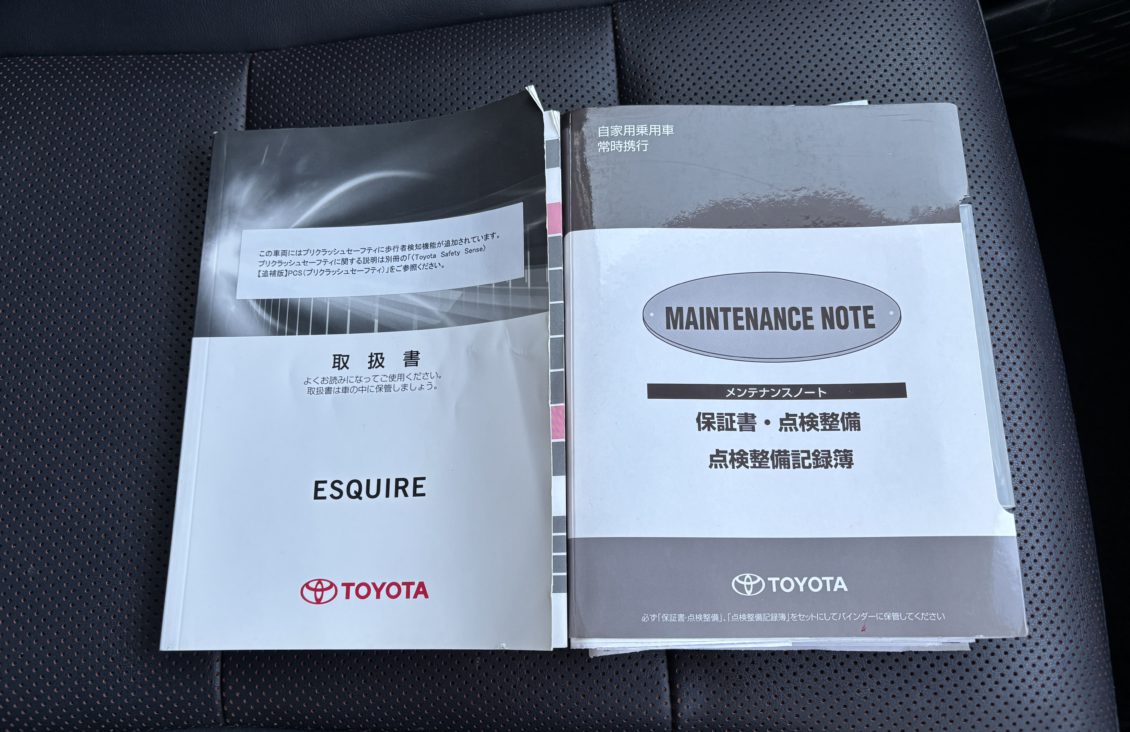 この車両にはプリクラッシュセーフティに歩行者検知機能が追加されています。
プリクラッシュセーフティに関する説明は別冊の「〈Toyota Safety Sense〉
【追補版】PCS（プリクラッシュセーフティ）」をご参照ください。
取扱書
よくお読みになってご使用ください。
取扱書は車の中に保管しましょう。
ESQUIRE
TOYOTA
自家用乗用車
常時携行
MAINTENANCE NOTE
メンテナンスノート
保証書・点検整備
点検整備記録簿
TOYOTA
必ず「保証書・点検整備」、「点検整備記録簿」をセットにしてバインダーに保管してください